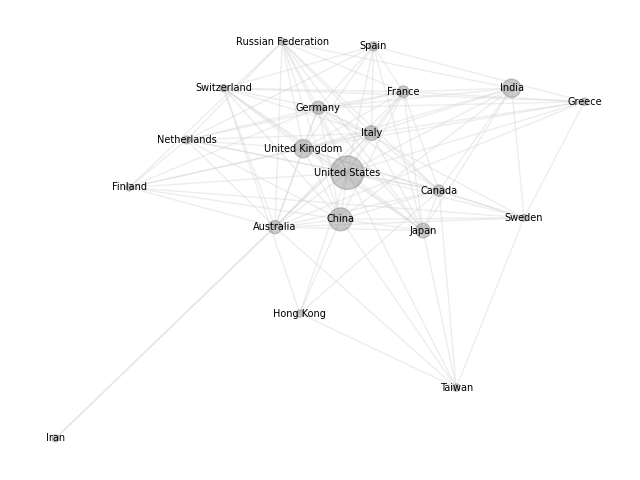 Russian Federation
Spain
Switzerland
France
India
Greece
Germany
Italy
Netherlands
United Kingdom
United States
Finland
Canada
China
Sweden
Australia
Japan
Hong Kong
Taiwan
Iran